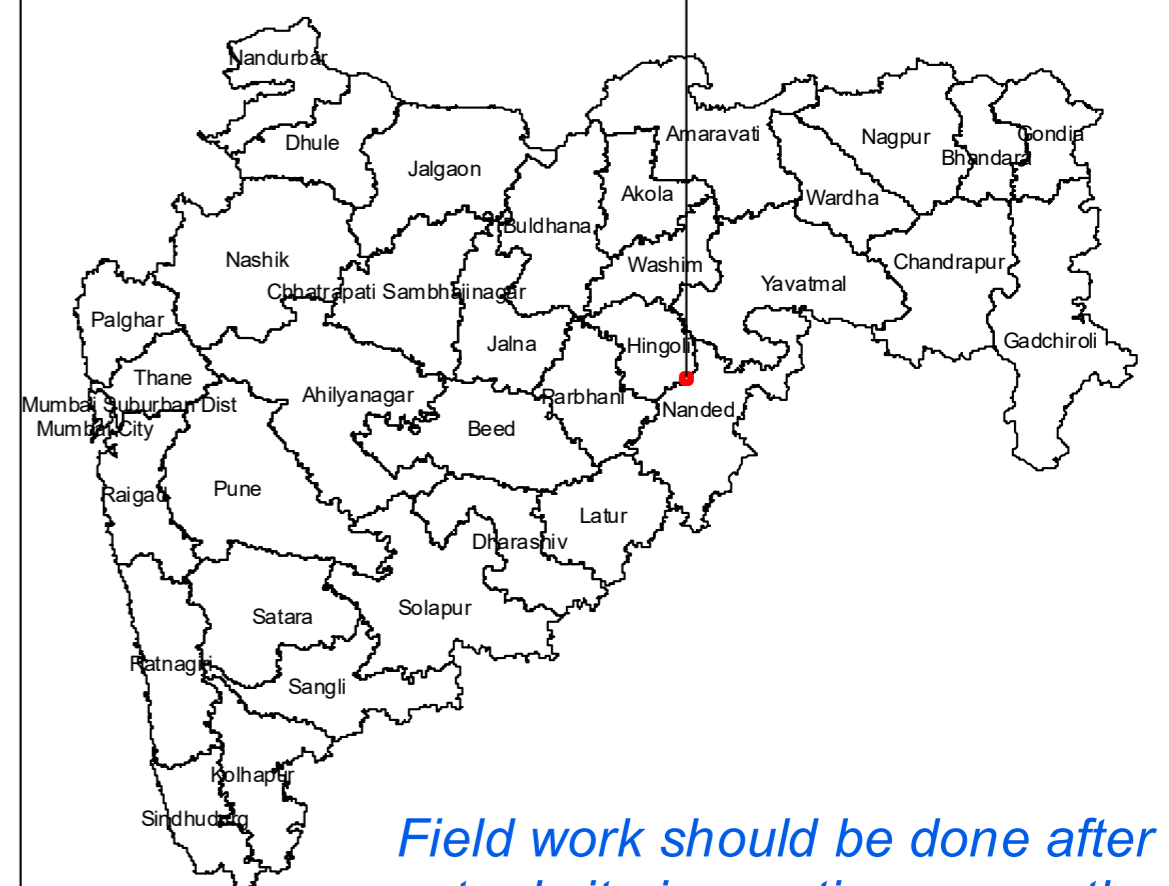 Nandurbar
Dhule
Jalgaon
Amaravati
Nagpur
Gondia
Bhandara
Buldhana
Akola
Wardha
Nashik
Chhatrapati Sambhajinagar
Washim
Yavatmal
Chandrapur
Palghar
Jalna
Hingoli
Gadchiroli
Thane
Ahilyanagar
Parbhani
Nanded
Mumbai Suburban Dist
Mumbai City
Beed
Raigad
Pune
Latur
Dharashiv
Satara
Solapur
Ratnagiri
Sangli
Kolhapur
Sindhudurg
Field work should be done after